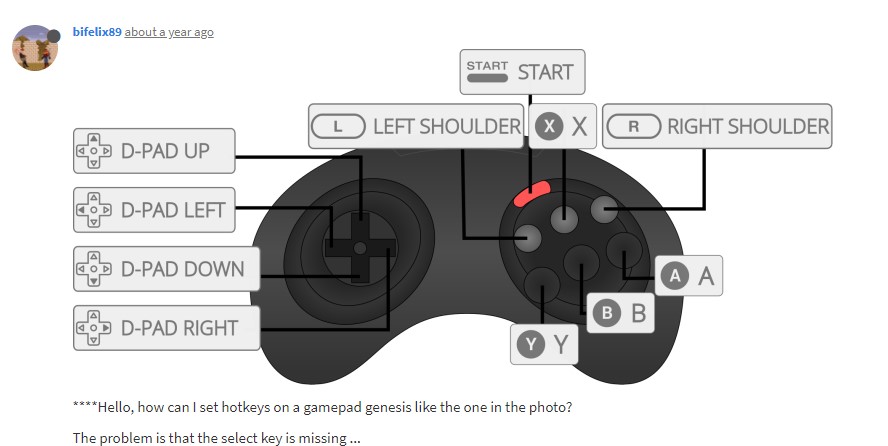 bifelix89 about a year ago
START START
L LEFT SHOULDER X X R RIGHT SHOULDER
D-PAD UP
D-PAD LEFT
D-PAD DOWN
A A
B B
D-PAD RIGHT
Y Y
****Hello, how can I set hotkeys on a gamepad genesis like the one in the photo?
The problem is that the select key is missing ...